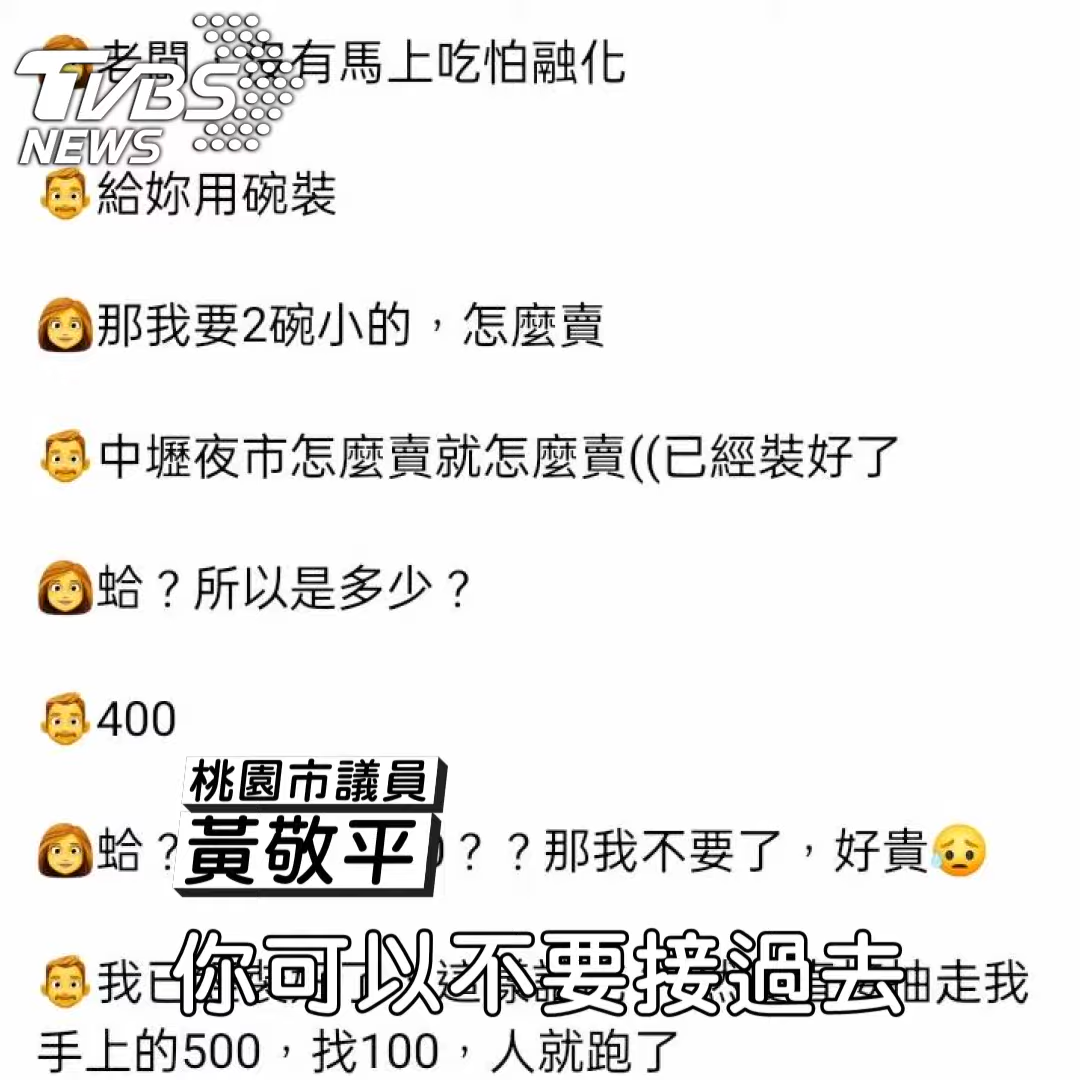 老闆，沒有馬上吃怕融化
TVBS
NEWS
給妳用碗裝
那我要2碗小的，怎麼賣
中壢夜市怎麼賣就怎麼賣((已經裝好了
蛤？所以是多少？
400
桃園市議員
黃敬平
蛤？？？那我不要了，好貴
你可以不要接過去
我已抽走我
手上的500，找100，人就跑了